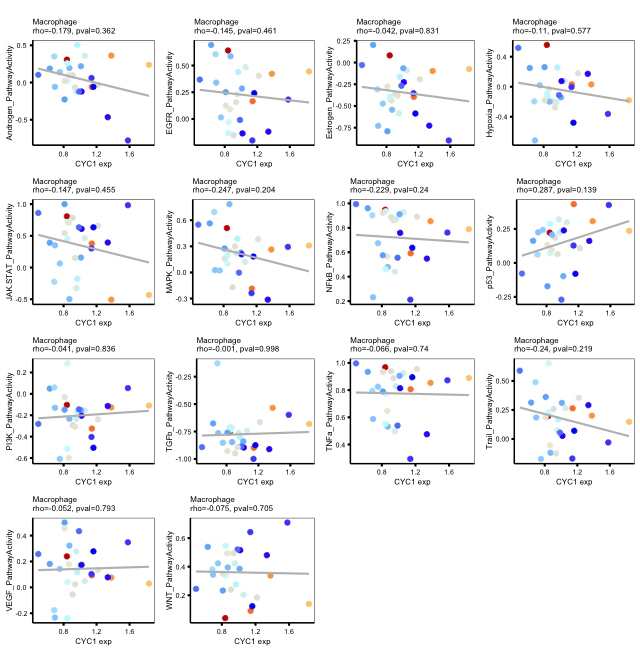 Macrophage
rho=-0.179, pval=0.362
Androgen_PathwayActivity
0.5
0.0
-0.5
0.8 1.2 1.6
CYC1 exp
Macrophage
rho=-0.145, pval=0.461
EGFR_PathwayActivity
0.50
0.25
0.00
0.8 1.2 1.6
CYC1 exp
Macrophage
rho=-0.042, pval=0.831
Estrogen_PathwayActivity
0.25
0.00
-0.25
-0.50
-0.75
0.8 1.2 1.6
CYC1 exp
Macrophage
rho=-0.11, pval=0.577
Hypoxia_PathwayActivity
0.4
0.0
-0.4
0.8 1.2 1.6
CYC1 exp
Macrophage
rho=-0.147, pval=0.455
JAK.STAT_PathwayActivity
1.0
0.5
0.0
-0.5
0.8 1.2 1.6
CYC1 exp
Macrophage
rho=-0.247, pval=0.204
MAPK_PathwayActivity
0.6
0.3
0.0
-0.3
0.8 1.2 1.6
CYC1 exp
Macrophage
rho=-0.229, pval=0.24
NFkB_PathwayActivity
1.0
0.8
0.6
0.4
0.2
0.8 1.2 1.6
CYC1 exp
Macrophage
rho=0.287, pval=0.139
p53_PathwayActivity
0.25
0.00
-0.25
0.8 1.2 1.6
CYC1 exp
Macrophage
rho=-0.041, pval=0.836
PI3K_PathwayActivity
0.2
0.0
-0.2
-0.4
-0.6
0.8 1.2 1.6
CYC1 exp
Macrophage
rho=-0.001, pval=0.998
TGFb_PathwayActivity
-0.25
-0.50
-0.75
-1.00
0.8 1.2 1.6
CYC1 exp
Macrophage
rho=-0.066, pval=0.74
TNFa_PathwayActivity
1.0
0.8
0.6
0.4
0.8 1.2 1.6
CYC1 exp
Macrophage
rho=-0.24, pval=0.219
Trail_PathwayActivity
0.50
0.25
0.00
0.8 1.2 1.6
CYC1 exp
Macrophage
rho=-0.052, pval=0.793
VEGF_PathwayActivity
0.4
0.2
0.0
-0.2
0.8 1.2 1.6
CYC1 exp
Macrophage
rho=-0.075, pval=0.705
WNT_PathwayActivity
0.6
0.4
0.2
0.8 1.2 1.6
CYC1 exp